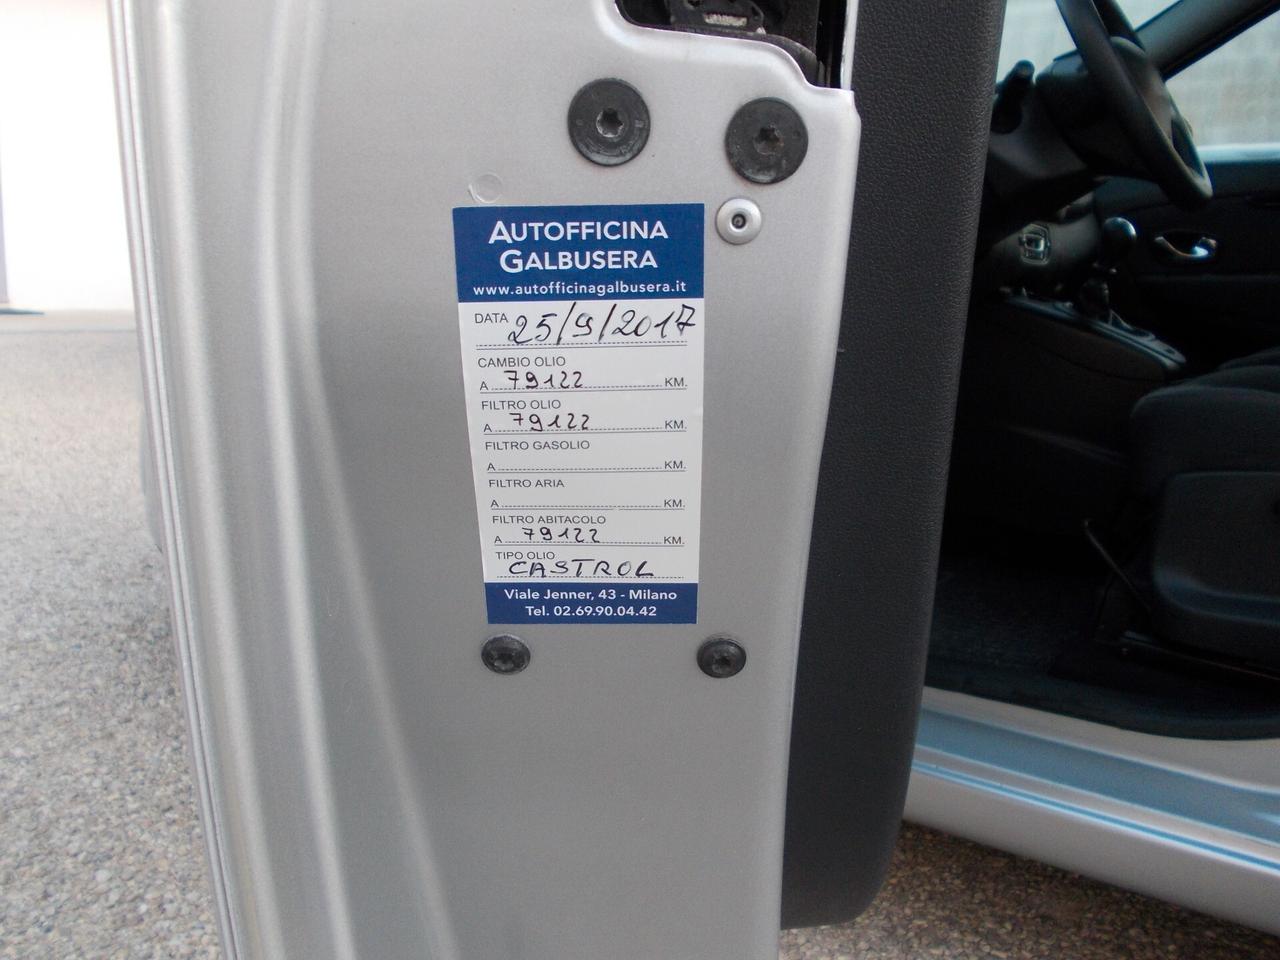 AUTOFFICINA
GALBUSERA
www.autofficinagalbusera.it
DATA 25/9/2017
CAMBIO OLIO
A 79122 KM.
FILTRO OLIO
A 79122 KM.
FILTRO GASOLIO
A KM.
FILTRO ARIA
A KM.
FILTRO ABITACOLO
A 79122 KM.
TIPO OLIO
CASTROL
Viale Jenner, 43 - Milano
Tel. 02.69.90.04.42